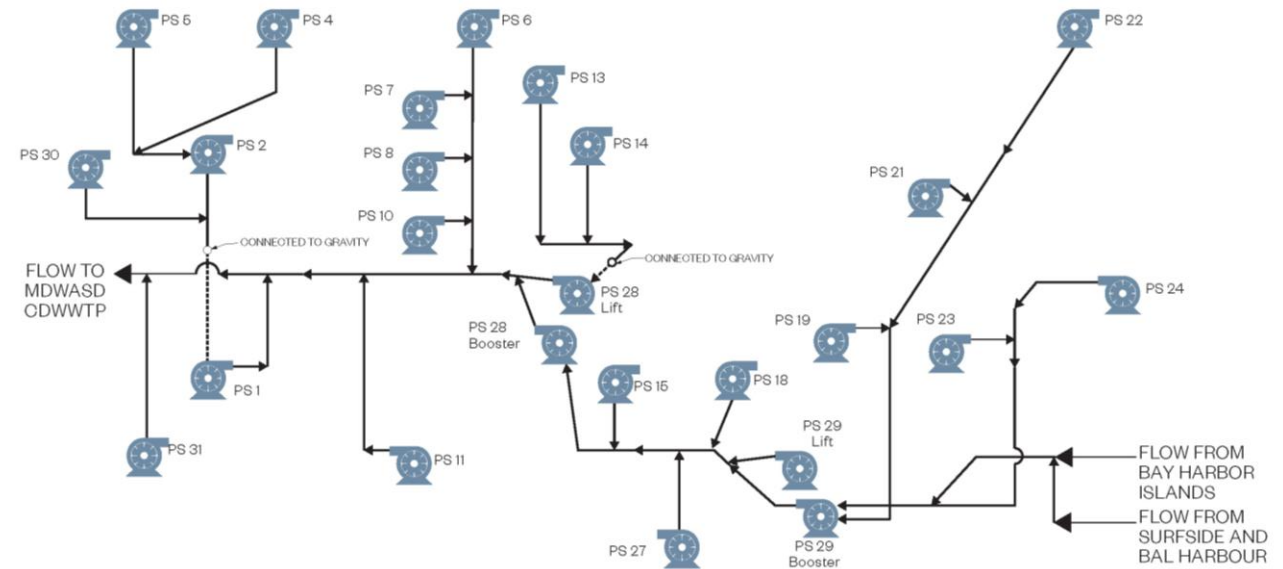 PS 5
PS 4
PS 6
PS 22
PS 13
PS 7
PS 14
PS 2
PS 30
PS 8
PS 21
PS 10
CONNECTED TO GRAVITY
CONNECTED TO GRAVITY
FLOW TO
MDWASD
CDWWTP
PS 28
Lift
PS 24
PS 28
Booster
PS 19
PS 23
PS 1
PS 15
PS 18
PS 29
Lift
PS 31
PS 11
FLOW FROM
BAY HARBOR
ISLANDS
FLOW FROM
SURFSIDE AND
BAL HARBOUR
PS 27
PS 29
Booster